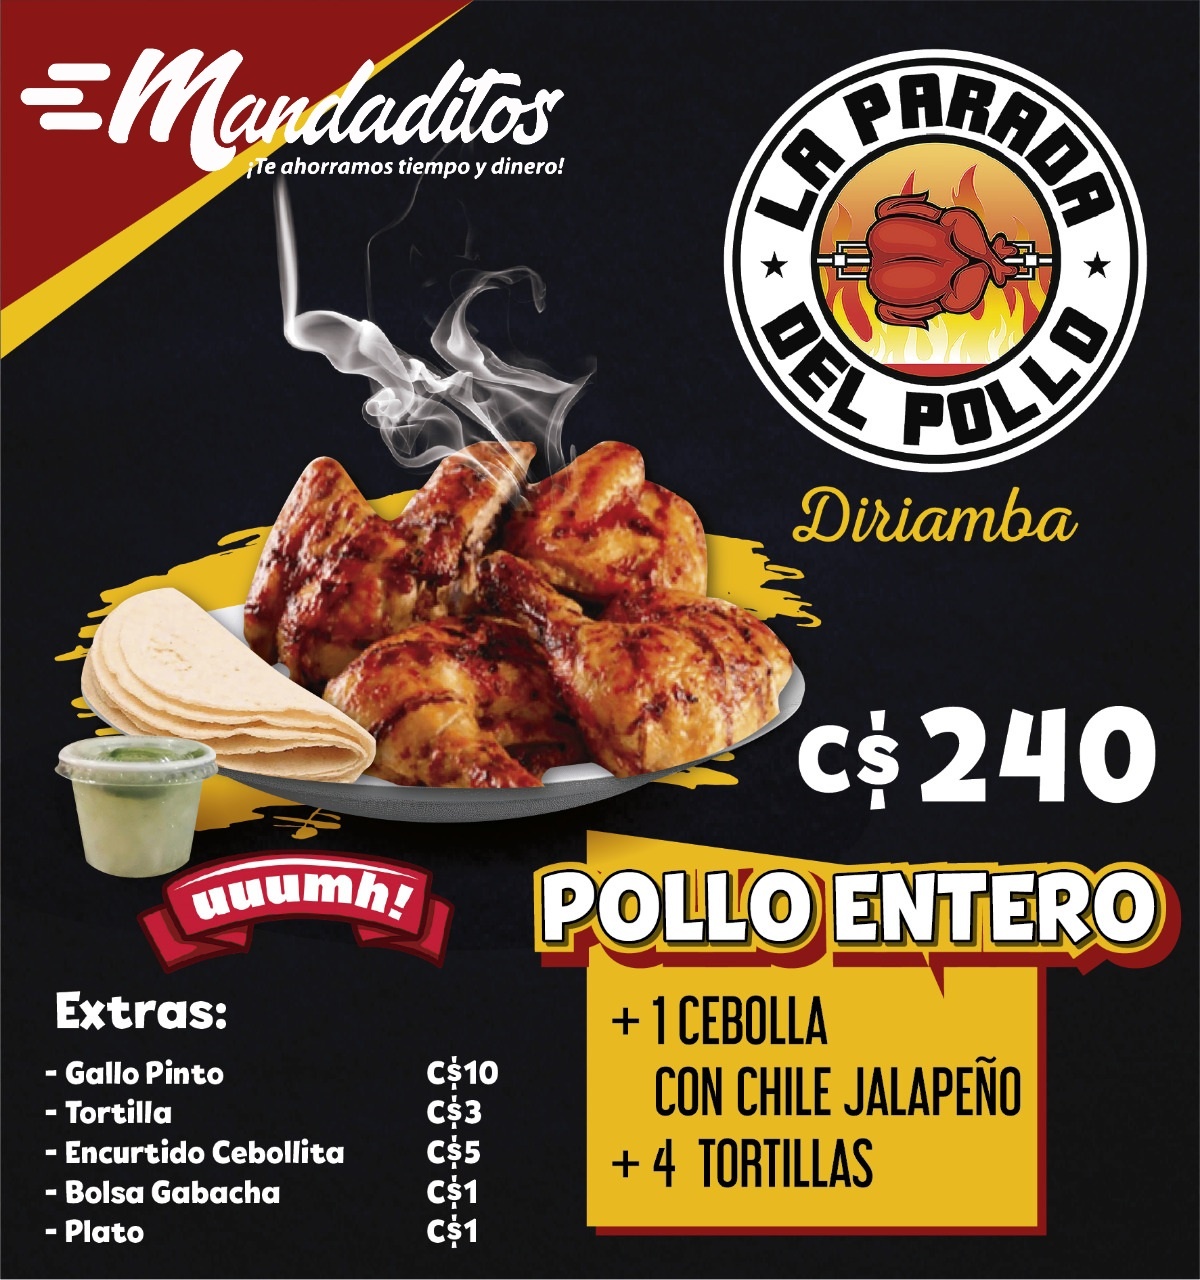 Mandaditos
¡Te ahorramos tiempo y dinero!
LA PARADA
DEL POLLO
Diriamba
C$ 240
uuumh!
POLLO ENTERO
+ 1 CEBOLLA
CON CHILE JALAPEÑO
+ 4 TORTILLAS
Extras:
- Gallo Pinto C$10
- Tortilla C$3
- Encurtido Cebollita C$5
- Bolsa Gabacha C$1
- Plato C$1